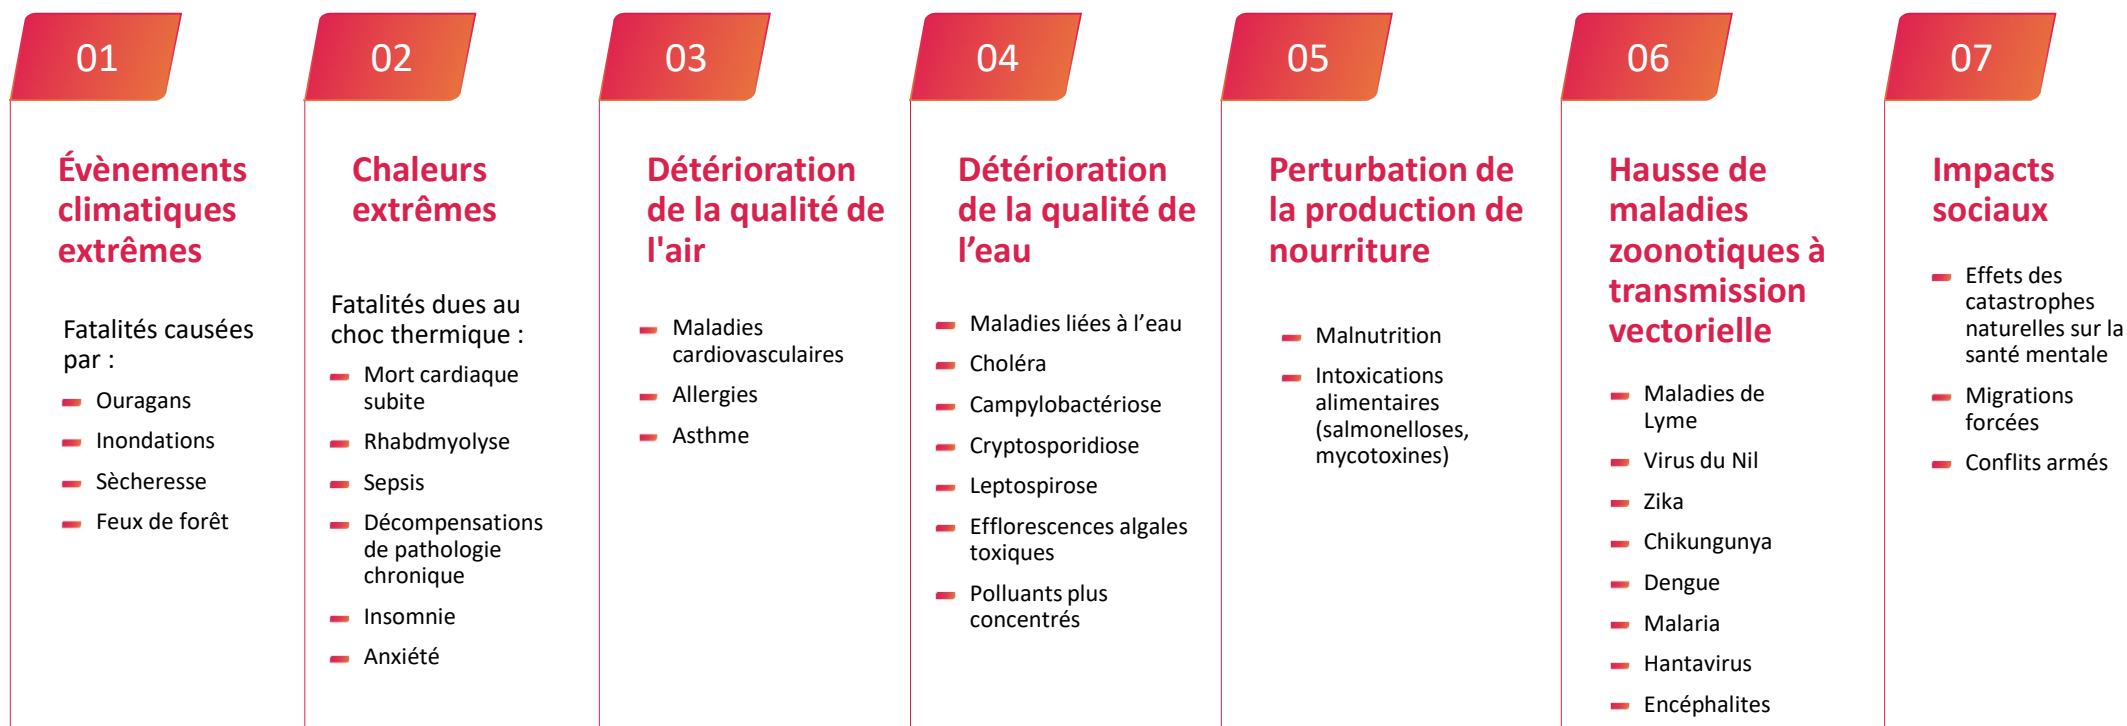 01
Évènements
climatiques
extrêmes
Fatalités causées
par :
Ouragans
Inondations
Sècheresse
Feux de forêt
02
Chaleurs
extrêmes
Fatalités dues au
choc thermique :
Mort cardiaque
subite
Rhabdmyolyse
Sepsis
Décompensations
de pathologie
chronique
Insomnie
Anxiété
03
Détérioration
de la qualité de
l'air
Maladies
cardiovasculaires
Allergies
Asthme
04
Détérioration
de la qualité de
l’eau
Maladies liées à l’eau
Choléra
Campylobactériose
Cryptosporidiose
Leptospirose
Efflorescences algales
toxiques
Polluants plus
concentrés
05
Perturbation de
la production de
nourriture
Malnutrition
Intoxications
alimentaires
(salmonelloses,
mycotoxines)
06
Hausse de
maladies
zoonotiques à
transmission
vectorielle
Maladies de
Lyme
Virus du Nil
Zika
Chikungunya
Dengue
Malaria
Hantavirus
Encéphalites
07
Impacts
sociaux
Effets des
catastrophes
naturelles sur la
santé mentale
Migrations
forcées
Conflits armés